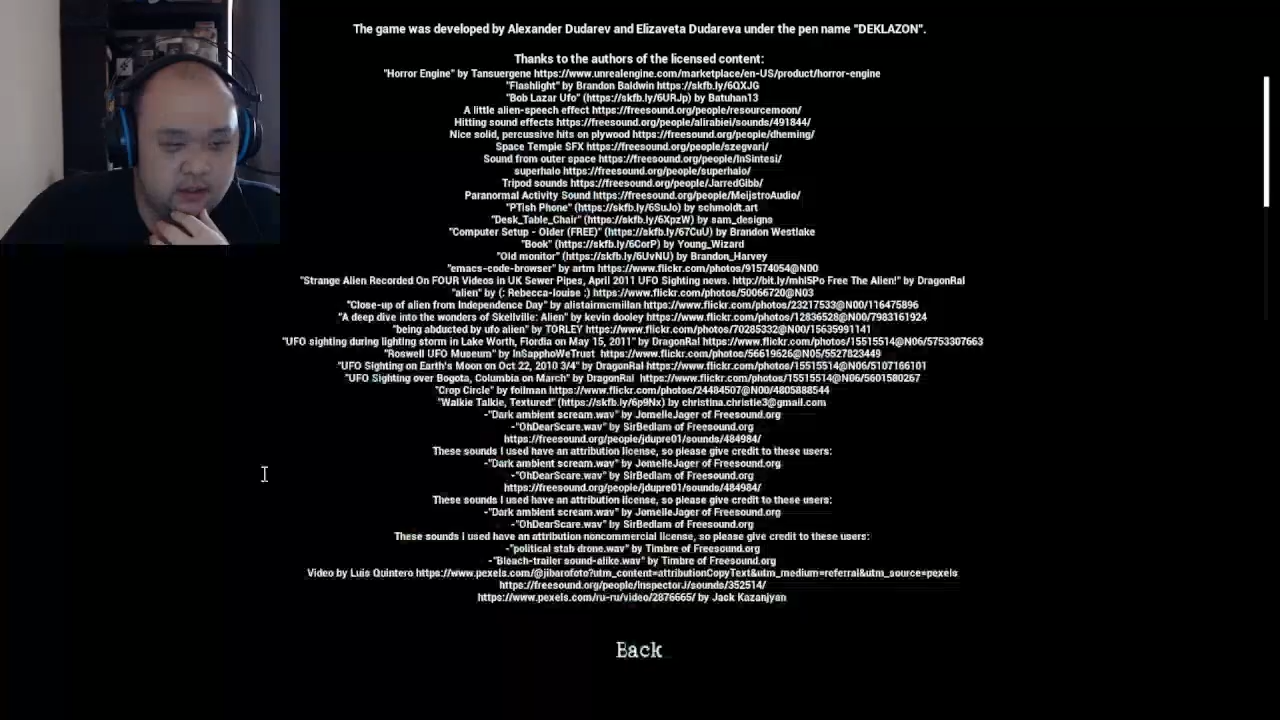 The game was developed by Alexander Dudarev and Elizaveta Dudareva under the pen name "DEKLAZON".
Thanks to the authors of the licensed content:
"Horror Engine" by Tansuergene https://www.unrealengine.com/marketplace/en-US/product/horror-engine
"Flashlight" by Brandon Baldwin https://skfb.ly/6QXJG
"Bob Lazar Ufo" (https://skfb.ly/6URJp) by Batuhan13
A little alien-speech effect https://freesound.org/people/resourcemoon/
Hitting sound effects https://freesound.org/people/alirabiei/sounds/491844/
Nice solid, percussive hits on plywood https://freesound.org/people/dheming/
Space Temple SFX https://freesound.org/people/szegvari/
Sound from outer space https://freesound.org/people/InSintesi/
superhalo https://freesound.org/people/superhalo/
Tripod sounds https://freesound.org/people/JarredGibb/
Paranormal Activity Sound https://freesound.org/people/MeijstroAudio/
"PTish Phone" (https://skfb.ly/6SuJo) by schmoldt.art
"Desk_Table_Chair" (https://skfb.ly/6XpzW) by sam_designs
"Computer Setup - Older (FREE)" (https://skfb.ly/67CuU) by Brandon Westlake
"Book" (https://skfb.ly/6CorP) by Young_Wizard
"Old monitor" (https://skfb.ly/6UvNU) by Brandon_Harvey
"emacs-code-browser" by artm https://www.flickr.com/photos/91574054@N00
"Strange Alien Recorded On FOUR Videos in UK Sewer Pipes, April 2011 UFO Sighting news. http://bit.ly/mhI5Po Free The Alien!" by DragonRal
"alien" by (: Rebecca-louise :) https://www.flickr.com/photos/50066720@N03
"Close-up of alien from Independence Day" by alistairmcmillan https://www.flickr.com/photos/23217533@N00/116475896
"A deep dive into the wonders of Skellville: Alien" by kevin dooley https://www.flickr.com/photos/12836528@N00/7983161924
"being abducted by ufo alien" by TORLEY https://www.flickr.com/photos/70285332@N00/15635991141
"UFO sighting during lighting storm in Lake Worth, Flordia on May 15, 2011" by DragonRal https://www.flickr.com/photos/15515514@N06/5753307663
"Roswell UFO Museum" by InSapphoWeTrust https://www.flickr.com/photos/56619626@N05/5527823449
"UFO Sighting on Earth's Moon on Oct 22, 2010 3/4" by DragonRal https://www.flickr.com/photos/15515514@N06/5107166101
"UFO Sighting over Bogota, Columbia on March" by DragonRal https://www.flickr.com/photos/15515514@N06/5601580267
"Crop Circle" by foilman https://www.flickr.com/photos/24484507@N00/4805888544
"Walkie Talkie, Textured" (https://skfb.ly/6p9Nx) by christina.christie3@gmail.com
-"Dark ambient scream.wav" by JomelleJager of Freesound.org
-"OhDearScare.wav" by SirBedlam of Freesound.org
https://freesound.org/people/jdupre01/sounds/484984/
These sounds I used have an attribution license, so please give credit to these users:
-"Dark ambient scream.wav" by JomelleJager of Freesound.org
-"OhDearScare.wav" by SirBedlam of Freesound.org
https://freesound.org/people/jdupre01/sounds/484984/
These sounds I used have an attribution license, so please give credit to these users:
-"Dark ambient scream.wav" by JomelleJager of Freesound.org
-"OhDearScare.wav" by SirBedlam of Freesound.org
These sounds I used have an attribution noncommercial license, so please give credit to these users:
-"political stab drone.wav" by Timbre of Freesound.org
-"Bleach-trailer sound-alike.wav" by Timbre of Freesound.org
Video by Luis Quintero https://www.pexels.com/@jibarofoto?utm_content=attributionCopyText&utm_medium=referral&utm_source=pexels
https://freesound.org/people/InspectorJ/sounds/352514/
https://www.pexels.com/ru-ru/video/2876665/ by Jack Kazanjyan
Back